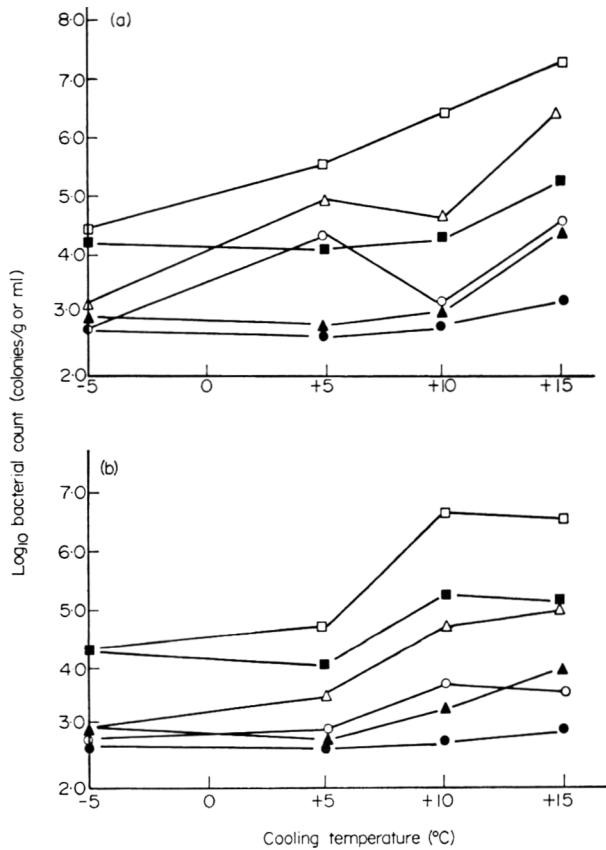 (a)
8·0
7·0
6·0
5·0
4·0
3·0
2·0
-5 0 +5 +10 +15
Log10 bacterial count (colonies/g or ml)
(b)
7·0
6·0
5·0
4·0
3·0
2·0
-5 0 +5 +10 +15
Cooling temperature (°C)